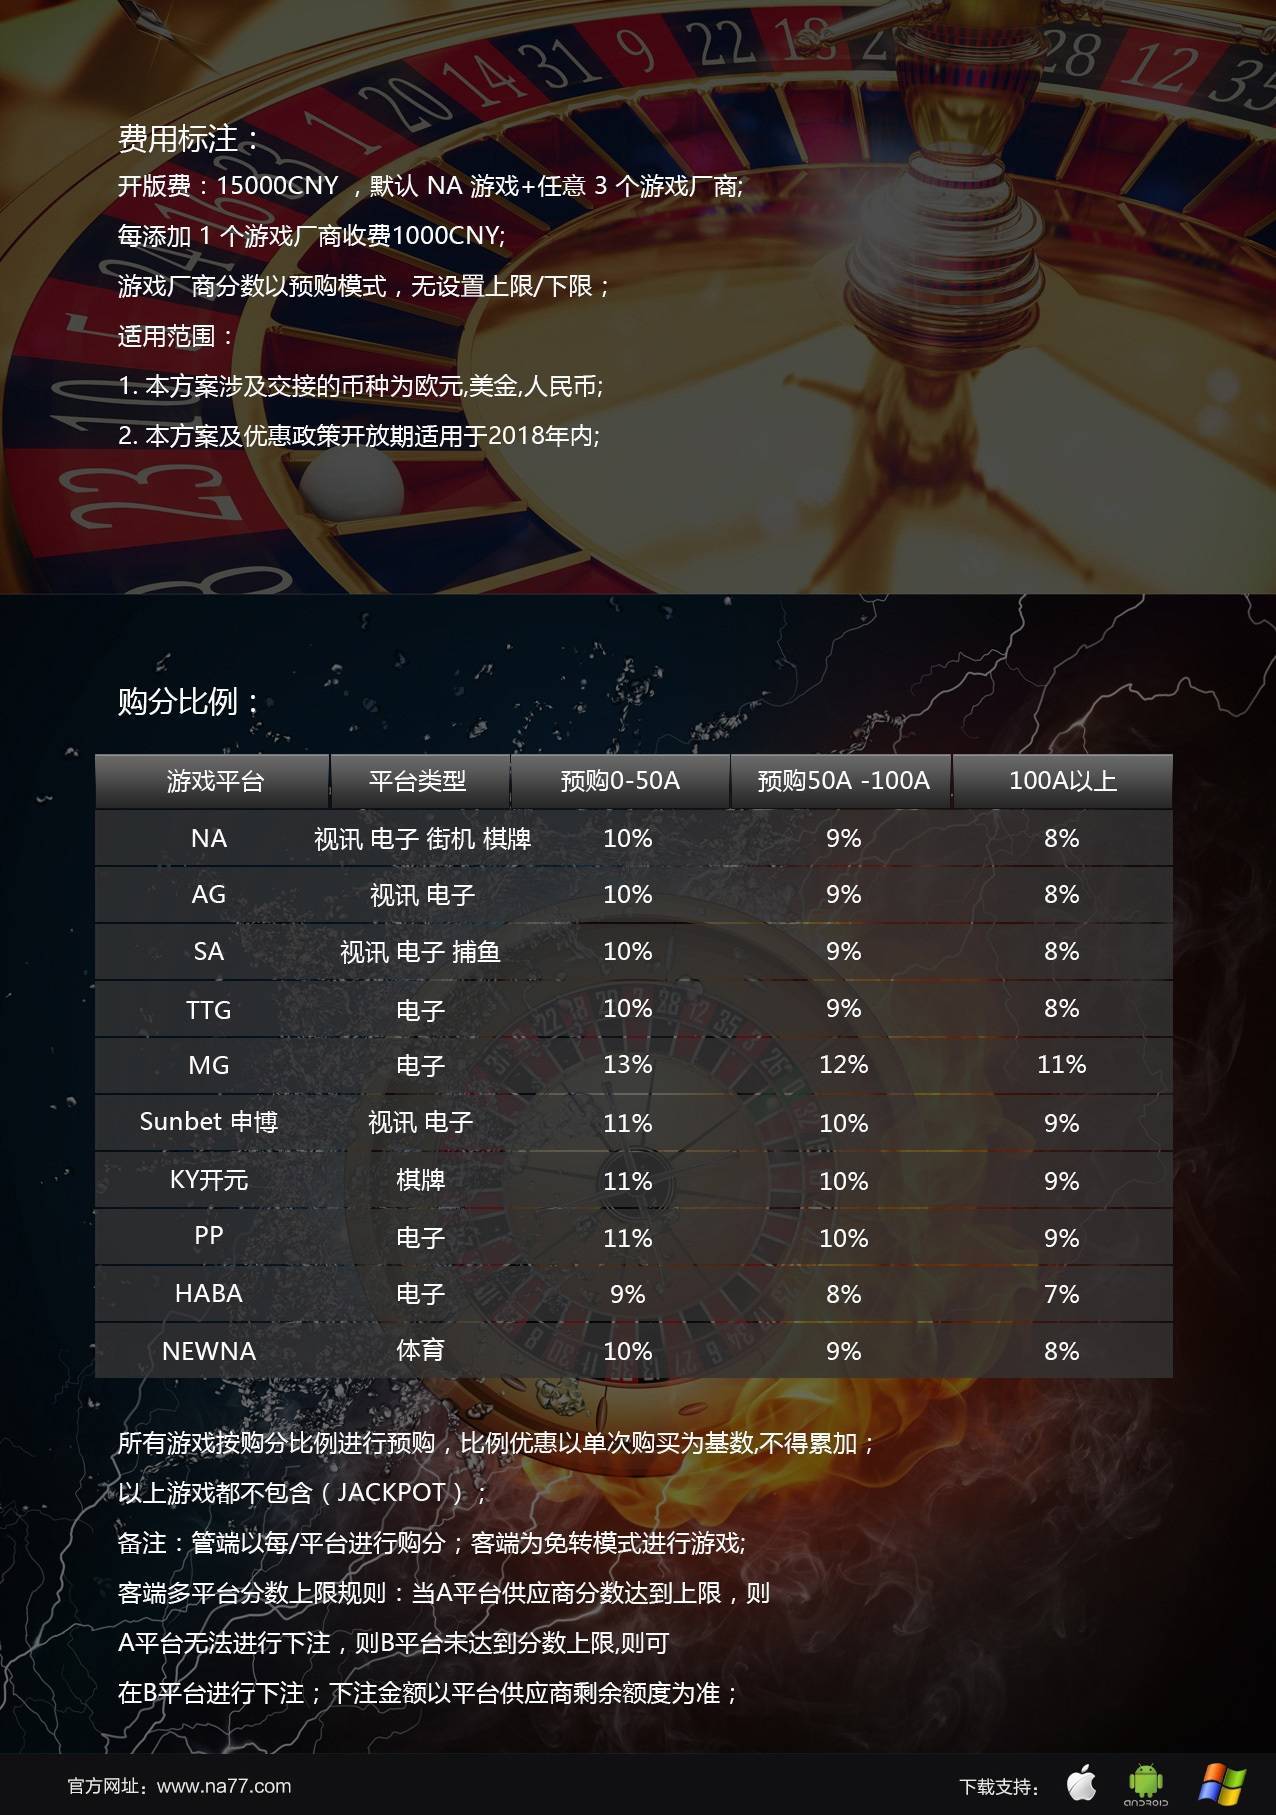 费用标注：
开版费：15000CNY ，默认 NA 游戏+任意 3 个游戏厂商;
每添加 1 个游戏厂商收费1000CNY;
游戏厂商分数以预购模式，无设置上限/下限；
适用范围：
1. 本方案涉及交接的币种为欧元,美金,人民币;
2. 本方案及优惠政策开放期适用于2018年内;
购分比例：
游戏平台 平台类型 预购0-50A 预购50A -100A 100A以上
NA 视讯 电子 街机 棋牌 10% 9% 8%
AG 视讯 电子 10% 9% 8%
SA 视讯 电子 捕鱼 10% 9% 8%
TTG 电子 10% 9% 8%
MG 电子 13% 12% 11%
Sunbet 申博 视讯 电子 11% 10% 9%
KY开元 棋牌 11% 10% 9%
PP 电子 11% 10% 9%
HABA 电子 9% 8% 7%
NEWNA 体育 10% 9% 8%
所有游戏按购分比例进行预购，比例优惠以单次购买为基数,不得累加；
以上游戏都不包含（JACKPOT）；
备注：管端以每/平台进行购分；客端为免转模式进行游戏;
客端多平台分数上限规则：当A平台供应商分数达到上限，则
A平台无法进行下注，则B平台未达到分数上限,则可
在B平台进行下注；下注金额以平台供应商剩余额度为准；
官方网址：www.na77.com 下载支持：
ANDROID